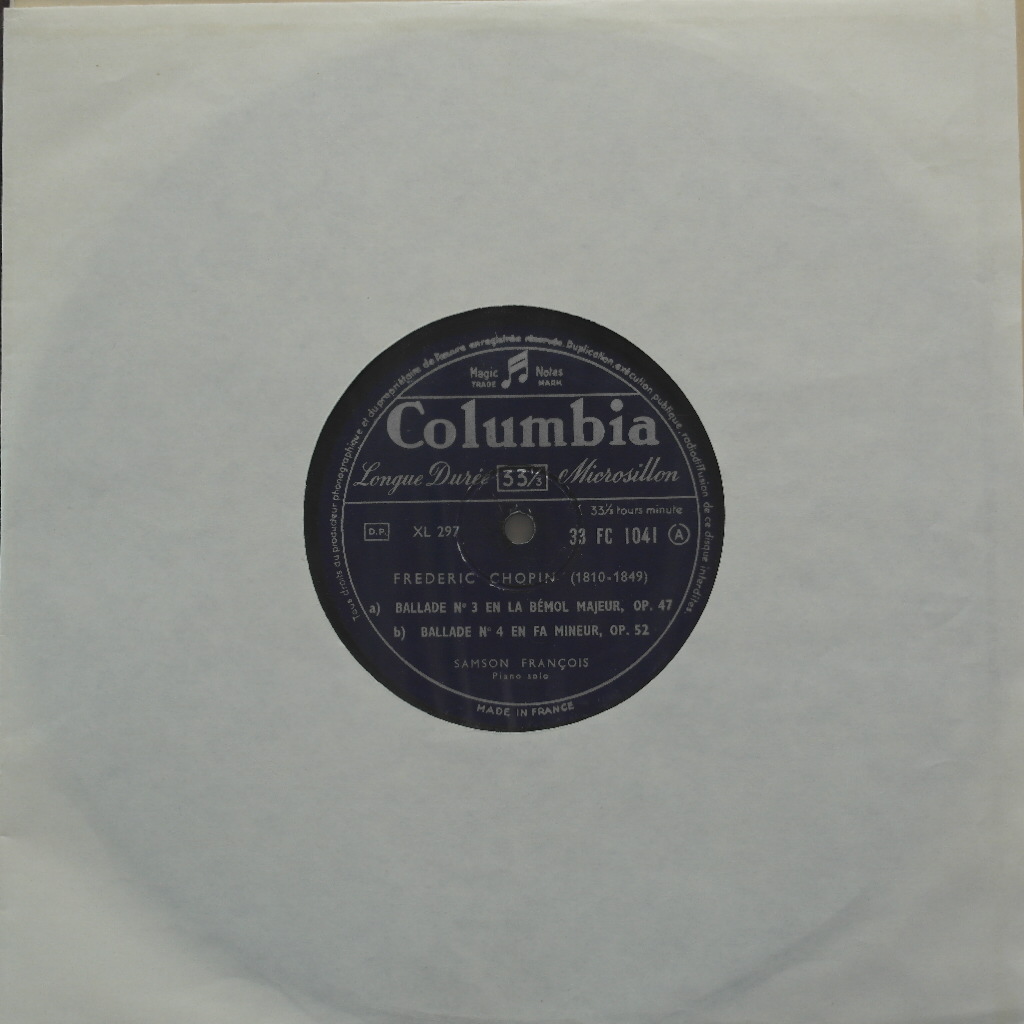 Tous droits du producteur phonographique et du propriétaire de l'œuvre enregistrée réservés. Duplication, exécution publique, radiodiffusion de ce disque interdites
Magic Notes
TRADE MARK
Columbia
Longue Durée 33⅓ Microsillon
33⅓ tours minute
D.P. XL 297 33 FC 1041 A
FREDERIC CHOPIN (1810-1849)
a) BALLADE N° 3 EN LA BÉMOL MAJEUR, OP. 47
b) BALLADE N° 4 EN FA MINEUR, OP. 52
SAMSON FRANÇOIS
Piano solo
MADE IN FRANCE